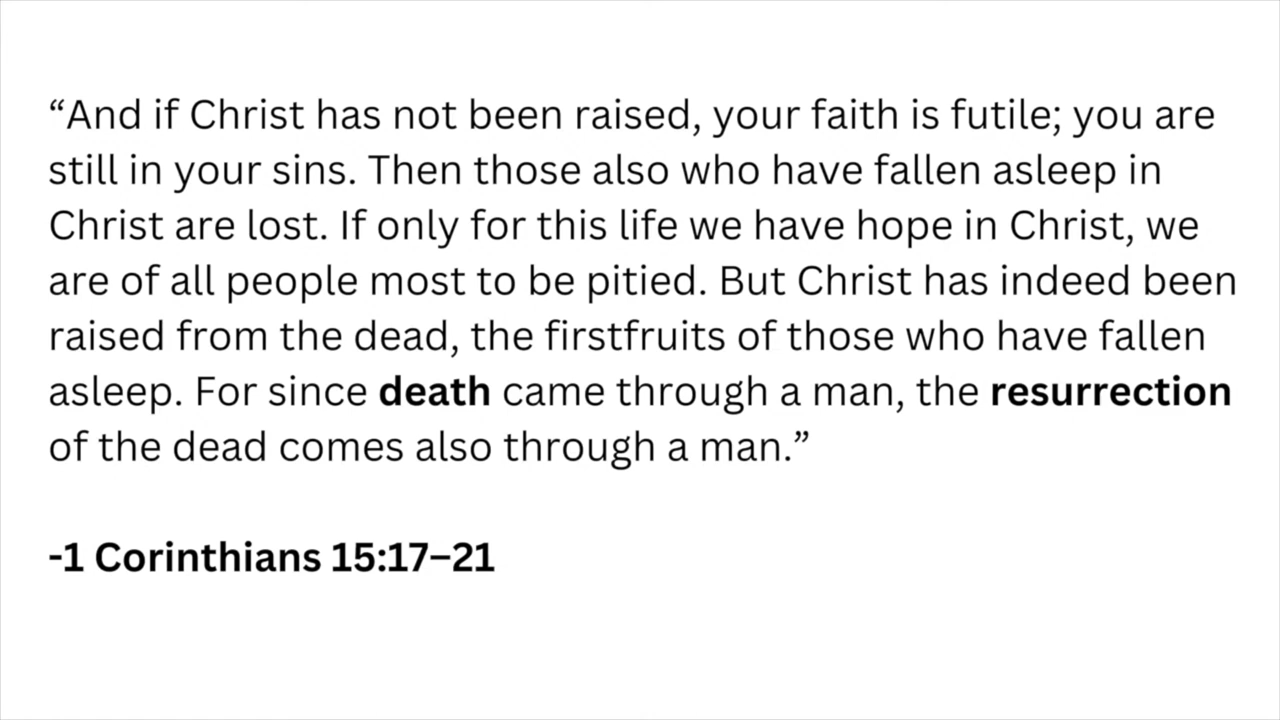 “And if Christ has not been raised, your faith is futile; you are
still in your sins. Then those also who have fallen asleep in
Christ are lost. If only for this life we have hope in Christ, we
are of all people most to be pitied. But Christ has indeed been
raised from the dead, the firstfruits of those who have fallen
asleep. For since death came through a man, the resurrection
of the dead comes also through a man.”
-1 Corinthians 15:17–21